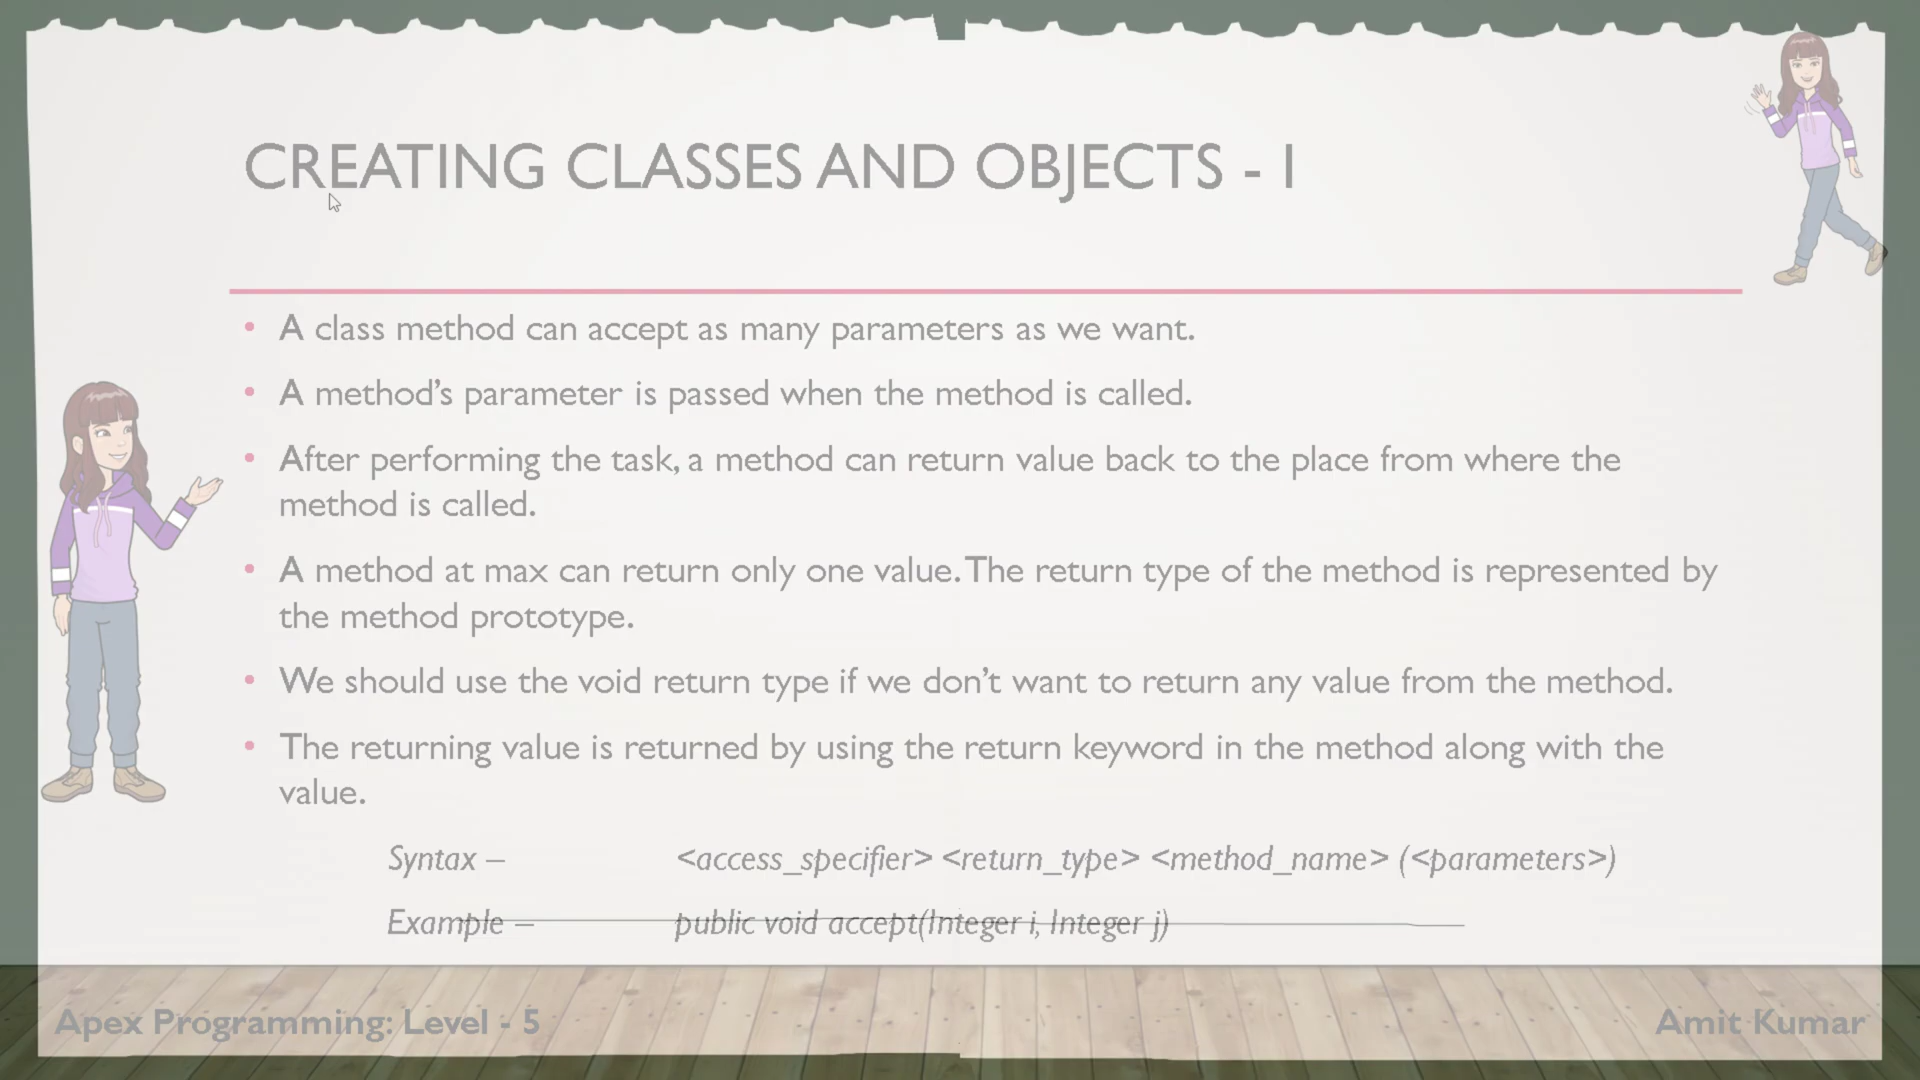 CREATING CLASSES AND OBJECTS - I
• A class method can accept as many parameters as we want.
• A method’s parameter is passed when the method is called.
• After performing the task, a method can return value back to the place from where the
method is called.
• A method at max can return only one value. The return type of the method is represented by
the method prototype.
• We should use the void return type if we don’t want to return any value from the method.
• The returning value is returned by using the return keyword in the method along with the
value.
Syntax – <access_specifier> <return_type> <method_name> (<parameters>)
Example – public void accept(Integer i, Integer j)
Apex Programming: Level - 5
Amit Kumar